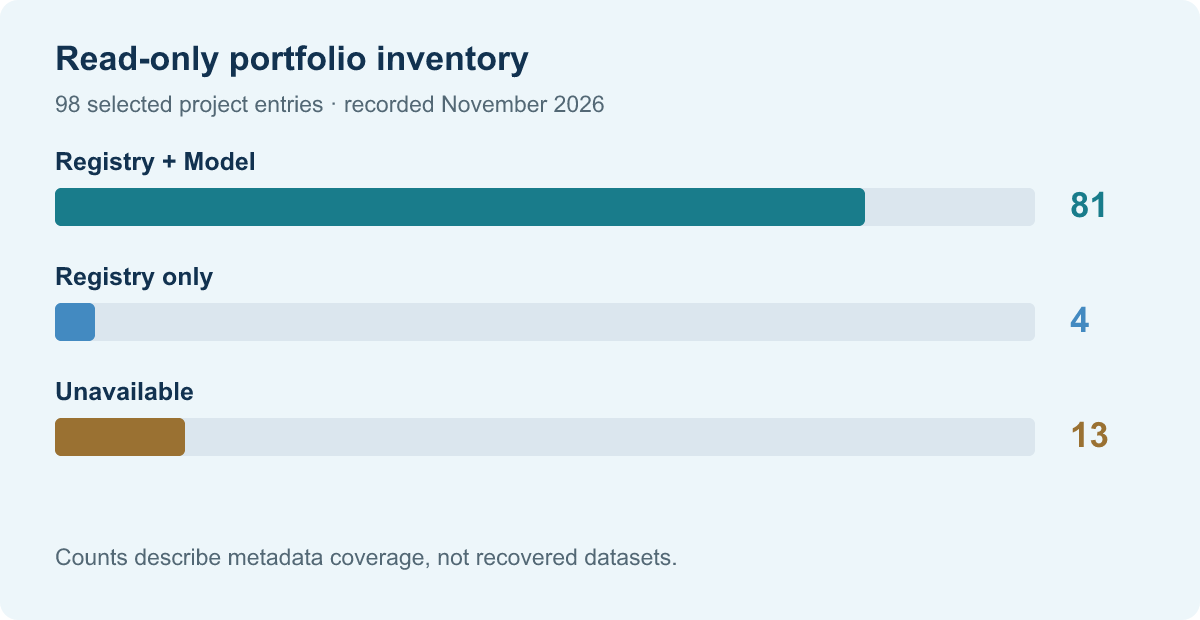 Read-only portfolio inventory
98 selected project entries · recorded November 2026
Registry + Model
81
Registry only
4
Unavailable
13
Counts describe metadata coverage, not recovered datasets.